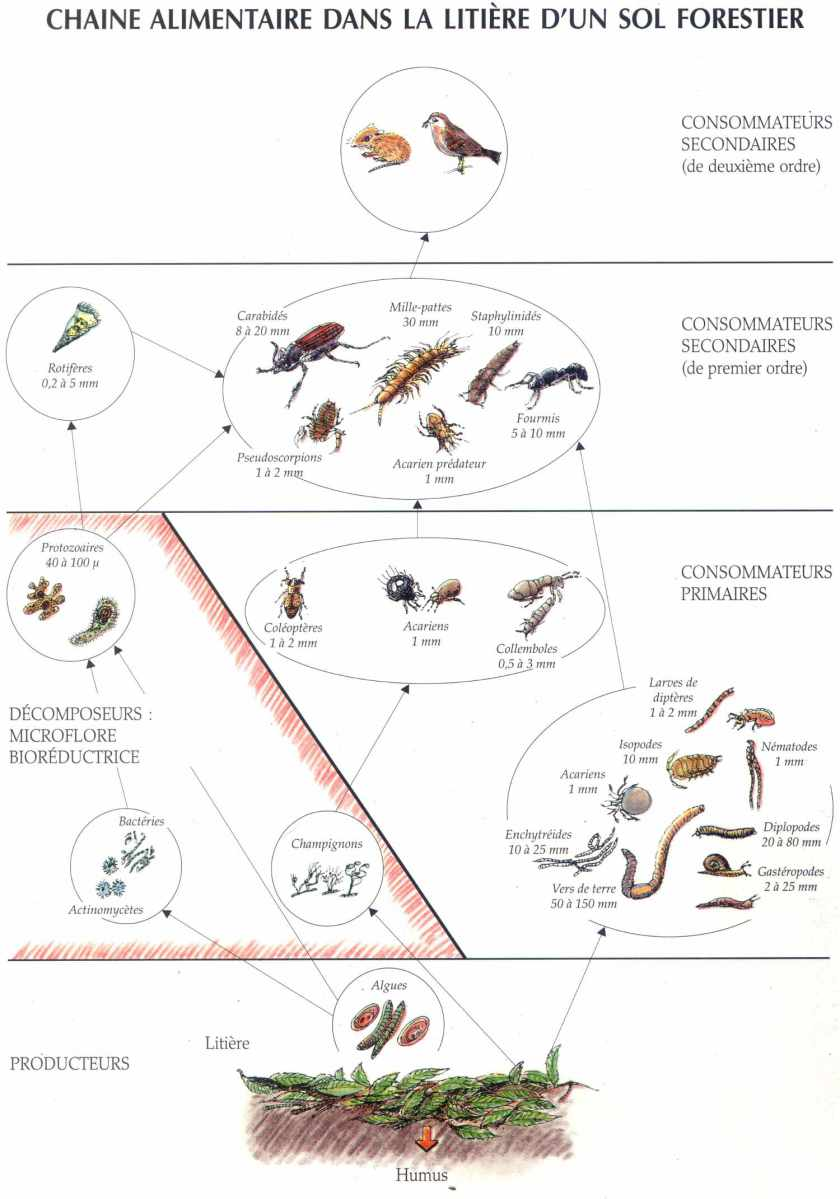 CHAINE ALIMENTAIRE DANS LA LITIÈRE D'UN SOL FORESTIER
CONSOMMATEURS
SECONDAIRES
(de deuxième ordre)
Rotifères
0,2 à 5 mm
Carabidés
8 à 20 mm
Mille-pattes
30 mm
Staphylinidés
10 mm
Fourmis
5 à 10 mm
Pseudoscorpions
1 à 2 mm
Acarien prédateur
1 mm
CONSOMMATEURS
SECONDAIRES
(de premier ordre)
Protozoaires
40 à 100 µ
Coléoptères
1 à 2 mm
Acariens
1 mm
Collemboles
0,5 à 3 mm
CONSOMMATEURS
PRIMAIRES
DÉCOMPOSEURS :
MICROFLORE
BIORÉDUCTRICE
Larves de
diptères
1 à 2 mm
Isopodes
10 mm
Nématodes
1 mm
Acariens
1 mm
Enchytréides
10 à 25 mm
Diplopodes
20 à 80 mm
Vers de terre
50 à 150 mm
Gastéropodes
2 à 25 mm
Bactéries
Actinomycètes
Champignons
Algues
Litière
PRODUCTEURS
Humus